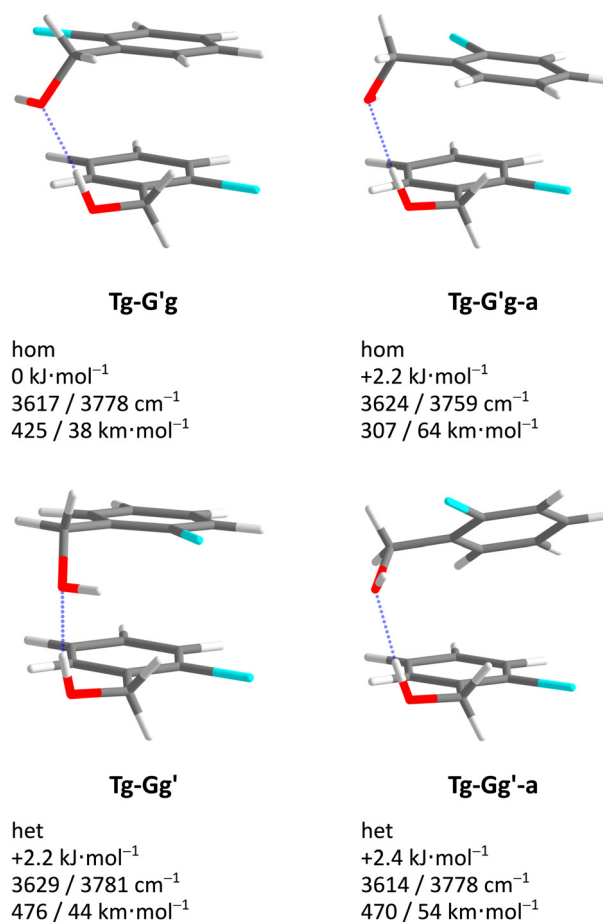 Tg-G'g
hom
0 kJ·mol⁻¹
3617 / 3778 cm⁻¹
425 / 38 km·mol⁻¹
Tg-G'g-a
hom
+2.2 kJ·mol⁻¹
3624 / 3759 cm⁻¹
307 / 64 km·mol⁻¹
Tg-Gg'
het
+2.2 kJ·mol⁻¹
3629 / 3781 cm⁻¹
476 / 44 km·mol⁻¹
Tg-Gg'-a
het
+2.4 kJ·mol⁻¹
3614 / 3778 cm⁻¹
470 / 54 km·mol⁻¹